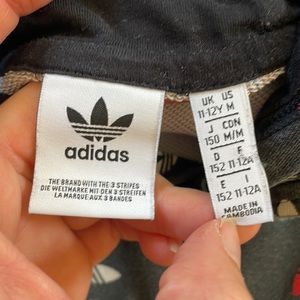 adidas
THE BRAND WITH THE 3 STRIPES
DIE WELTMARKE MIT DEN 3 STREIFEN
LA MARQUE AUX 3 BANDES
UK US
11-12Y M
J CDN
150 M/M
D F
152 11-12A
E I
152 11-12A
MADE IN
CAMBODIA